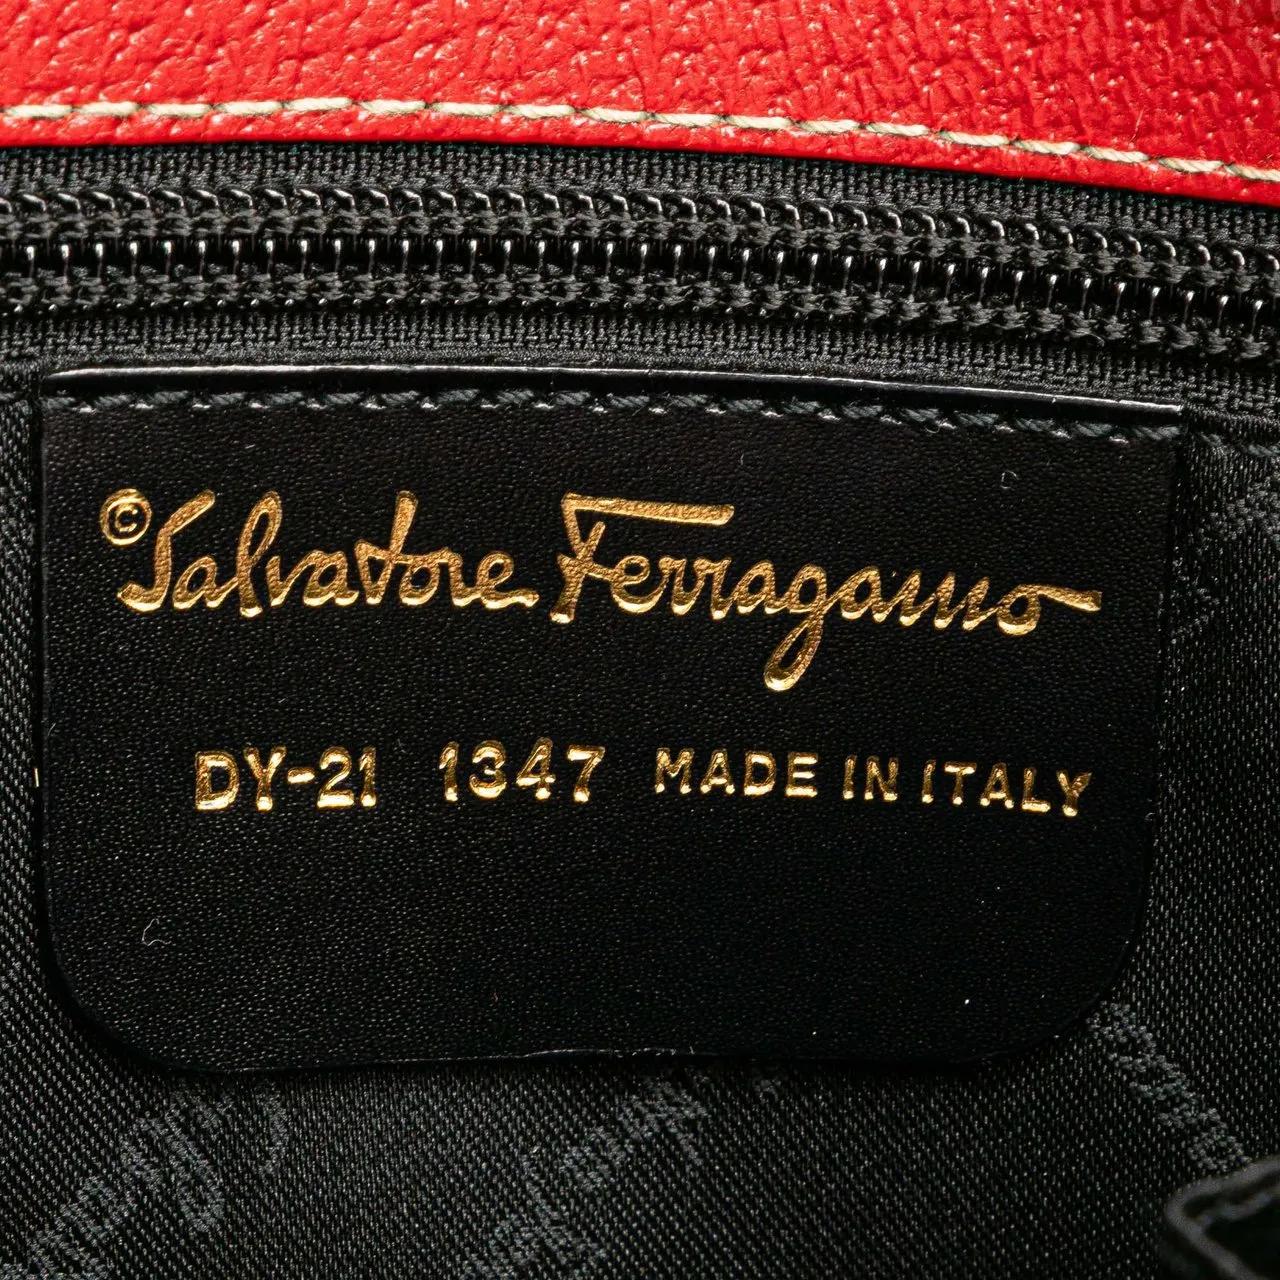 © Salvatore Ferragamo
DY-21 1347 MADE IN ITALY